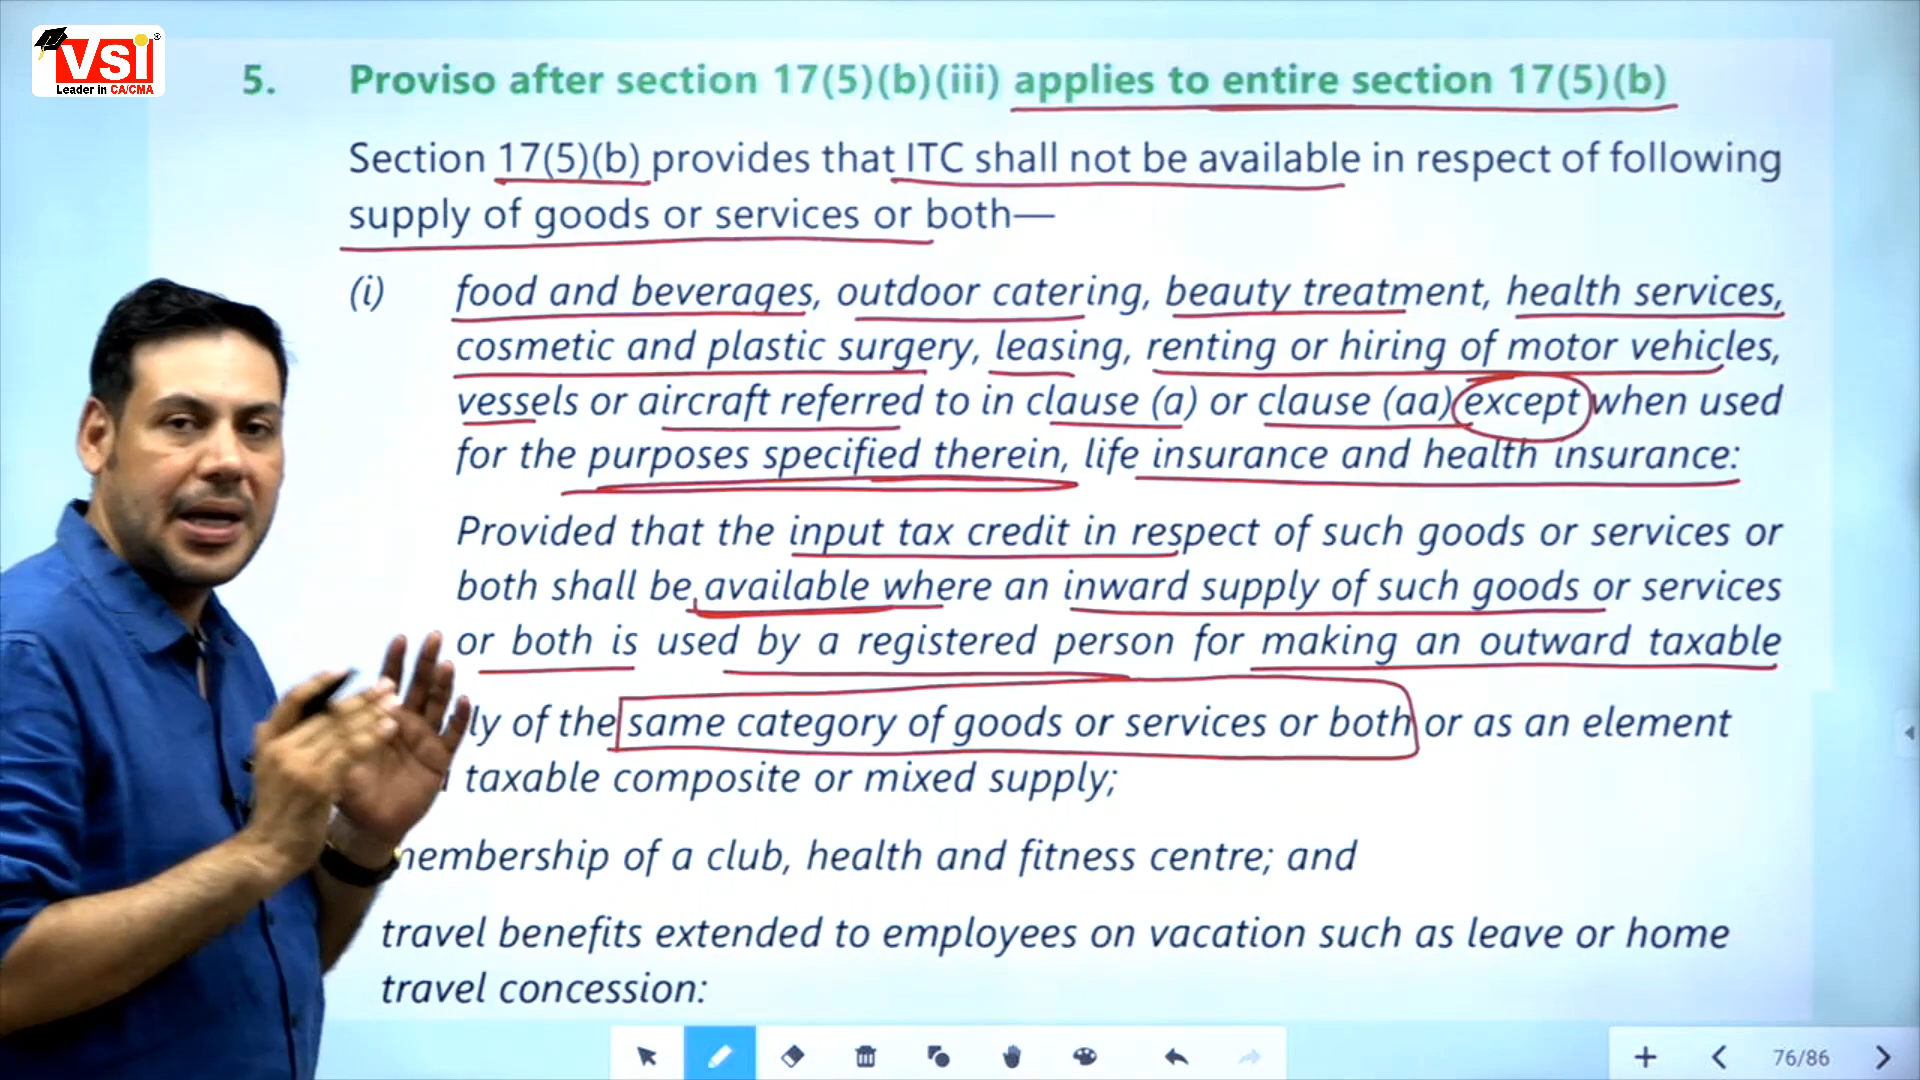 VSI
Leader in CA/CMA
5. Proviso after section 17(5)(b)(iii) applies to entire section 17(5)(b)
Section 17(5)(b) provides that ITC shall not be available in respect of following
supply of goods or services or both—
(i) food and beverages, outdoor catering, beauty treatment, health services,
cosmetic and plastic surgery, leasing, renting or hiring of motor vehicles,
vessels or aircraft referred to in clause (a) or clause (aa) except when used
for the purposes specified therein, life insurance and health insurance:
Provided that the input tax credit in respect of such goods or services or
both shall be available where an inward supply of such goods or services
or both is used by a registered person for making an outward taxable
ly of the same category of goods or services or both or as an element
taxable composite or mixed supply;
membership of a club, health and fitness centre; and
travel benefits extended to employees on vacation such as leave or home
travel concession:
76/86